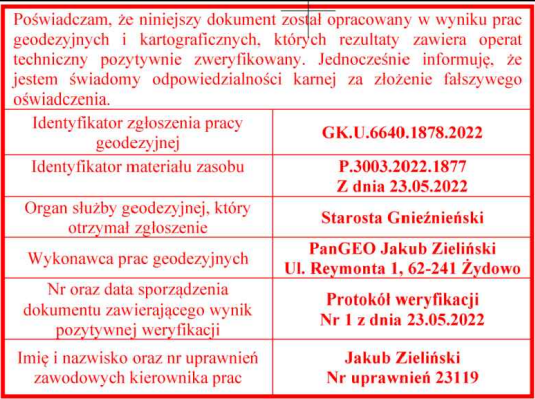 Poświadczam, że niniejszy dokument został opracowany w wyniku prac
geodezyjnych i kartograficznych, których rezultaty zawiera operat
techniczny pozytywnie zweryfikowany. Jednocześnie informuję, że
jestem świadomy odpowiedzialności karnej za złożenie fałszywego
oświadczenia.
Identyfikator zgłoszenia pracy
geodezyjnej
GK.U.6640.1878.2022
Identyfikator materiału zasobu
P.3003.2022.1877
Z dnia 23.05.2022
Organ służby geodezyjnej, który
otrzymał zgłoszenie
Starosta Gnieźnieński
Wykonawca prac geodezyjnych
PanGEO Jakub Zieliński
Ul. Reymonta 1, 62-241 Żydowo
Nr oraz data sporządzenia
dokumentu zawierającego wynik
pozytywnej weryfikacji
Protokół weryfikacji
Nr 1 z dnia 23.05.2022
Imię i nazwisko oraz nr uprawnień
zawodowych kierownika prac
Jakub Zieliński
Nr uprawnień 23119